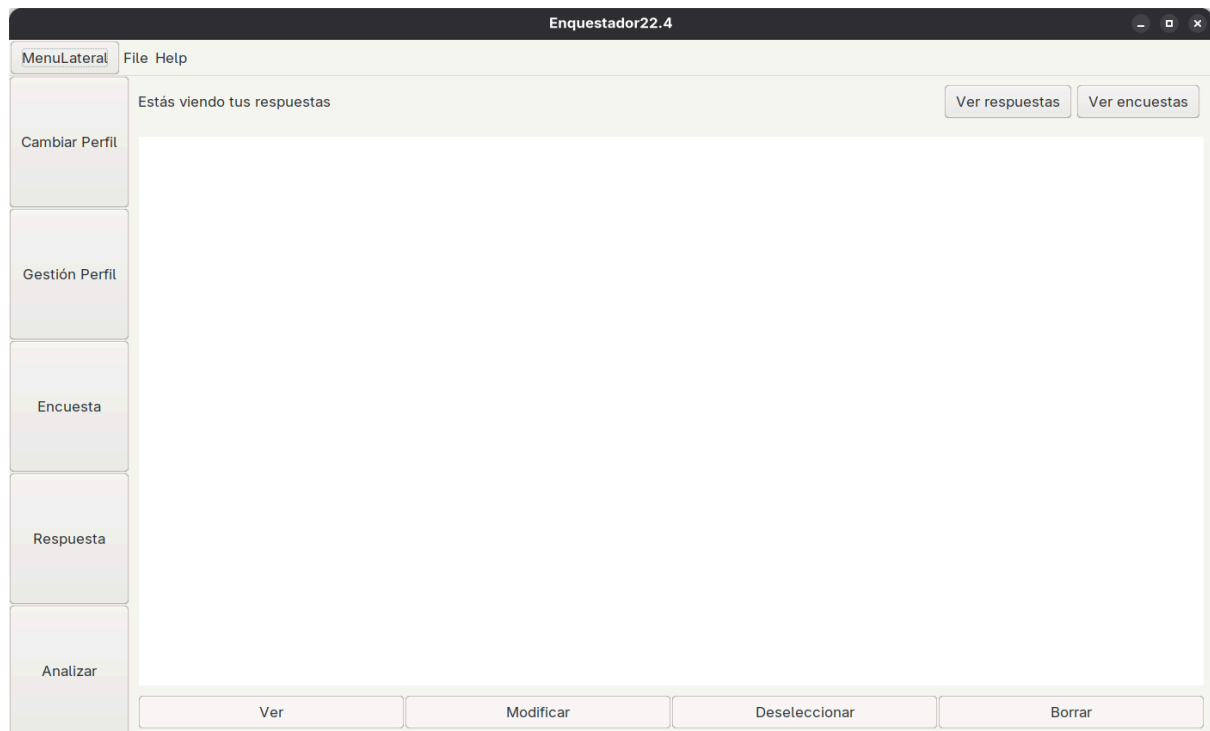 Enquestador22.4
MenuLateral File Help
Estás viendo tus respuestas Ver respuestas Ver encuestas
Cambiar Perfil
Gestión Perfil
Encuesta
Respuesta
Analizar
Ver Modificar Deseleccionar Borrar